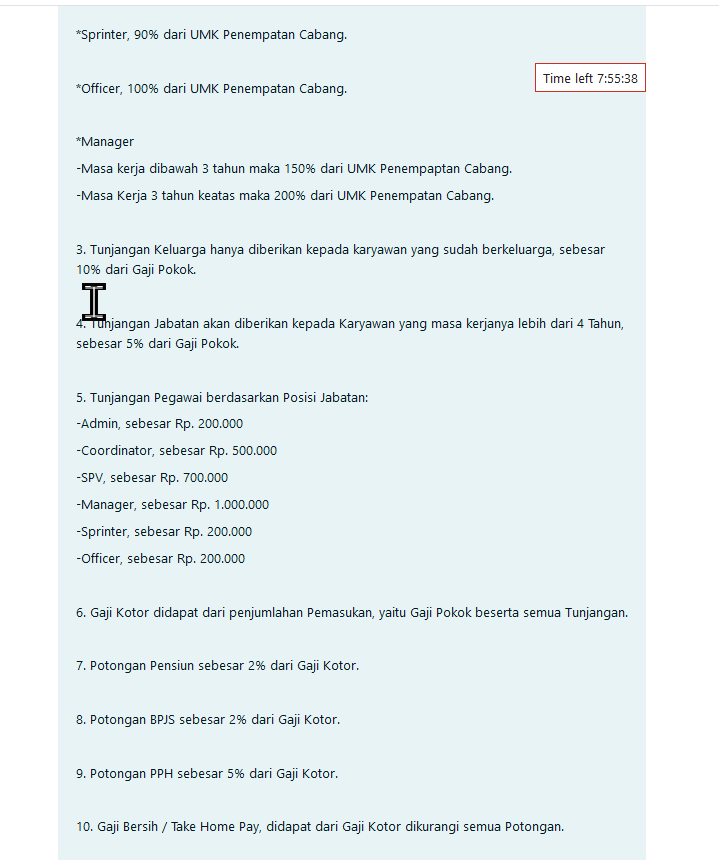 *Sprinter, 90% dari UMK Penempatan Cabang.
Time left 7:55:38
*Officer, 100% dari UMK Penempatan Cabang.
*Manager
-Masa kerja dibawah 3 tahun maka 150% dari UMK Penempaptan Cabang.
-Masa Kerja 3 tahun keatas maka 200% dari UMK Penempatan Cabang.
3. Tunjangan Keluarga hanya diberikan kepada karyawan yang sudah berkeluarga, sebesar
10% dari Gaji Pokok.
4. Tunjangan Jabatan akan diberikan kepada Karyawan yang masa kerjanya lebih dari 4 Tahun,
sebesar 5% dari Gaji Pokok.
5. Tunjangan Pegawai berdasarkan Posisi Jabatan:
-Admin, sebesar Rp. 200.000
-Coordinator, sebesar Rp. 500.000
-SPV, sebesar Rp. 700.000
-Manager, sebesar Rp. 1.000.000
-Sprinter, sebesar Rp. 200.000
-Officer, sebesar Rp. 200.000
6. Gaji Kotor didapat dari penjumlahan Pemasukan, yaitu Gaji Pokok beserta semua Tunjangan.
7. Potongan Pensiun sebesar 2% dari Gaji Kotor.
8. Potongan BPJS sebesar 2% dari Gaji Kotor.
9. Potongan PPH sebesar 5% dari Gaji Kotor.
10. Gaji Bersih / Take Home Pay, didapat dari Gaji Kotor dikurangi semua Potongan.